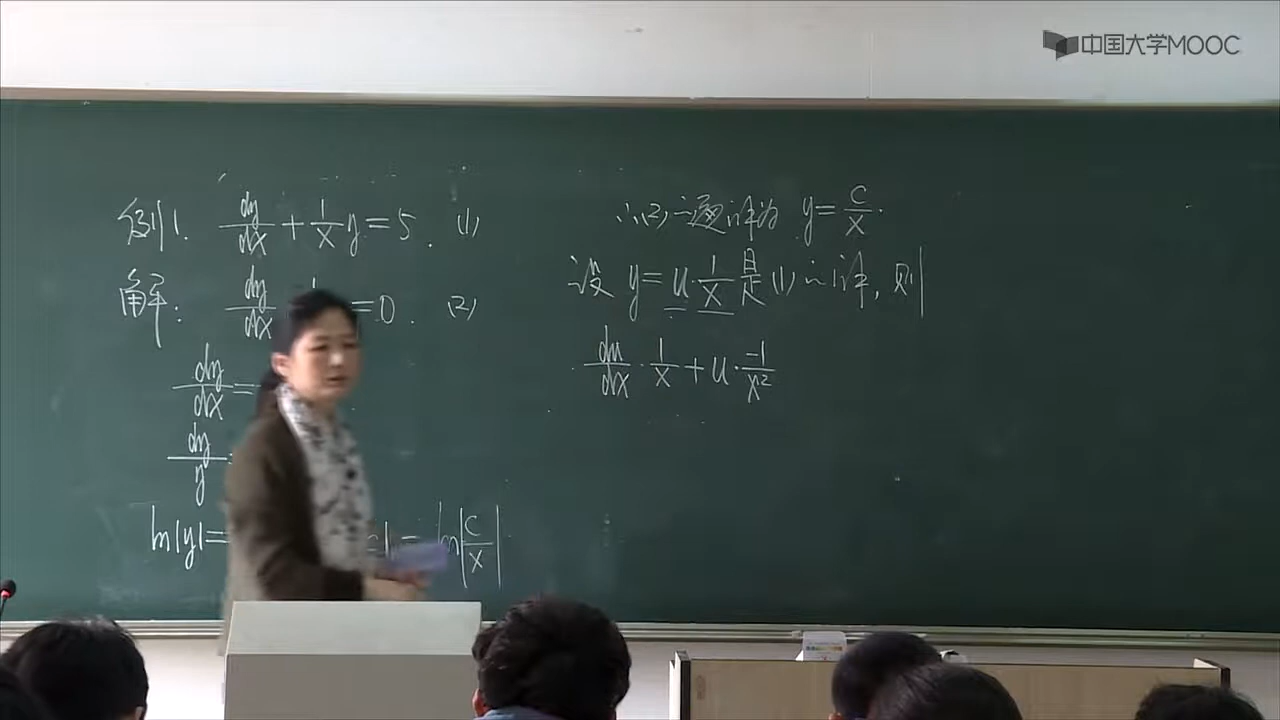 中国大学MOOC
例1. dy/dx + 1/x y = 5. (1)
解: dy/dx 1 = 0. (2)
dy/dx =
dy/y
ln|y| = | = ln|C/x|
∴ (2) 的通解为 y = C/x.
设 y = u · 1/x 是 (1) 的解, 则
du/dx · 1/x + u · -1/x²